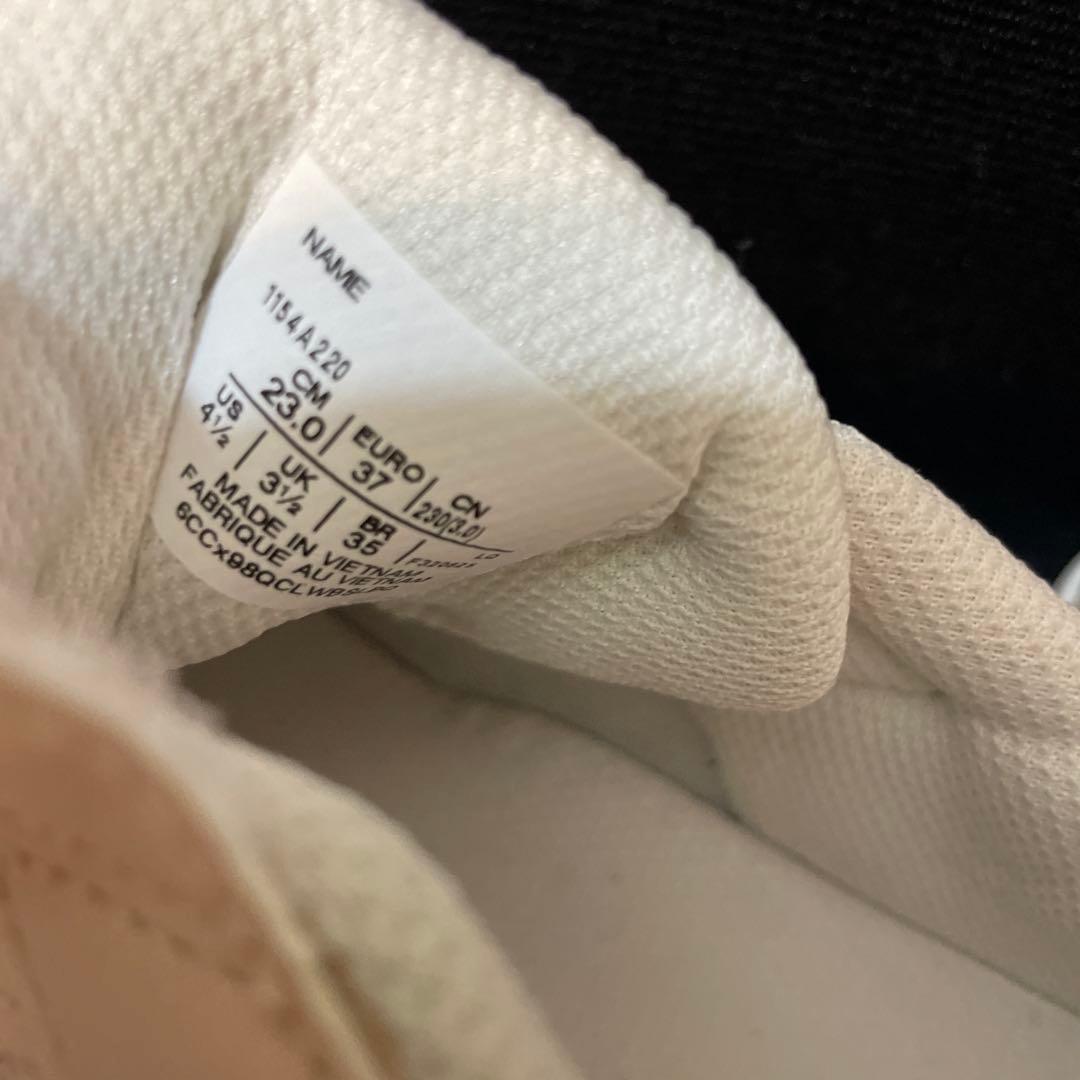 NAME
1154A220
CM EURO CN
23.0 37 230(3.0)
US UK BR LO
4½ 3½ 35
MADE IN VIETNAM
FABRIQUE AU VIETNAM